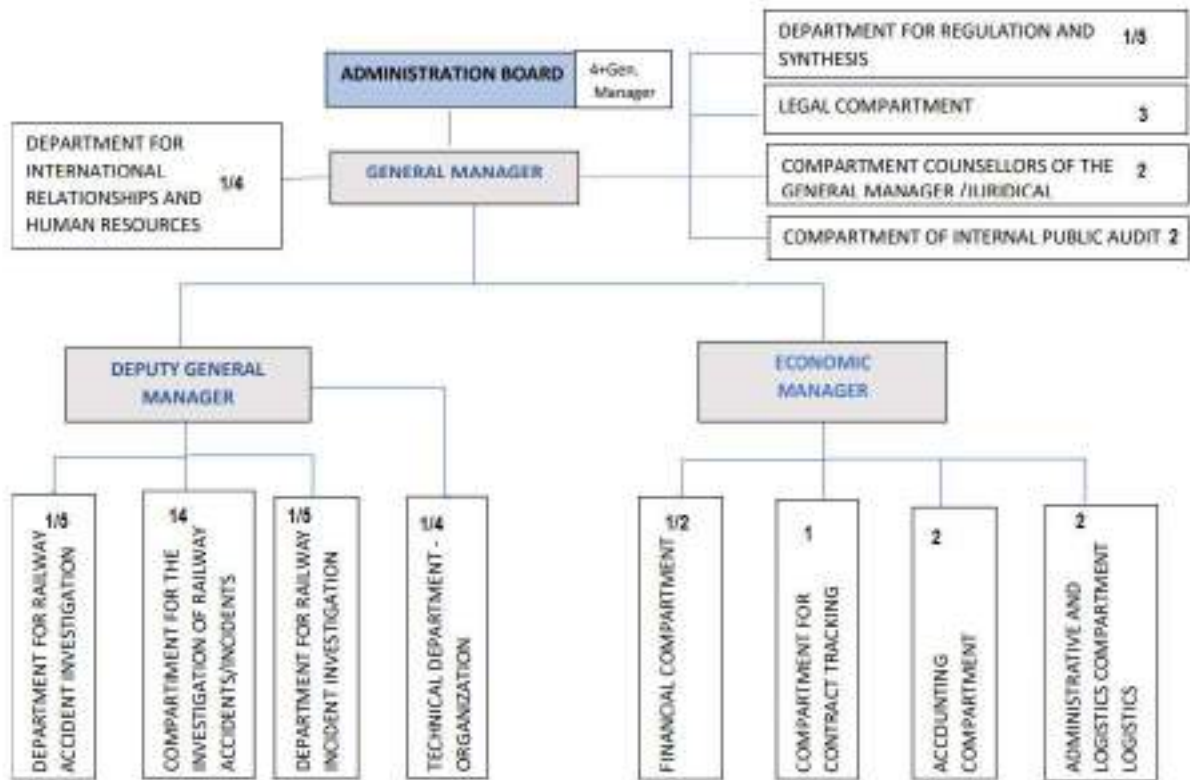 DEPARTMENT FOR REGULATION AND 1/5
SYNTHESIS
ADMINISTRATION BOARD
4+Gen.
Manager
LEGAL COMPARTMENT 3
DEPARTMENT FOR
INTERNATIONAL
RELATIONSHIPS AND
HUMAN RESOURCES
1/4
GENERAL MANAGER
COMPARTMENT COUNSELLORS OF THE 2
GENERAL MANAGER /JURIDICAL
COMPARTMENT OF INTERNAL PUBLIC AUDIT 2
DEPUTY GENERAL
MANAGER
ECONOMIC
MANAGER
1/5
DEPARTMENT FOR RAILWAY
ACCIDENT INVESTIGATION
14
COMPARTIMENT FOR THE
INVESTIGATION OF RAILWAY
ACCIDENTS/INCIDENTS
1/5
DEPARTMENT FOR RAILWAY
INCIDENT INVESTIGATION
1/4
TECHNICAL DEPARTMENT -
ORGANIZATION
1/2
FINANCIAL COMPARTMENT
1
COMPARTMENT FOR
CONTRACT TRACKING
2
ACCOUNTING
COMPARTMENT
2
ADMINISTRATIVE AND
LOGISTICS COMPARTMENT
LOGISTICS